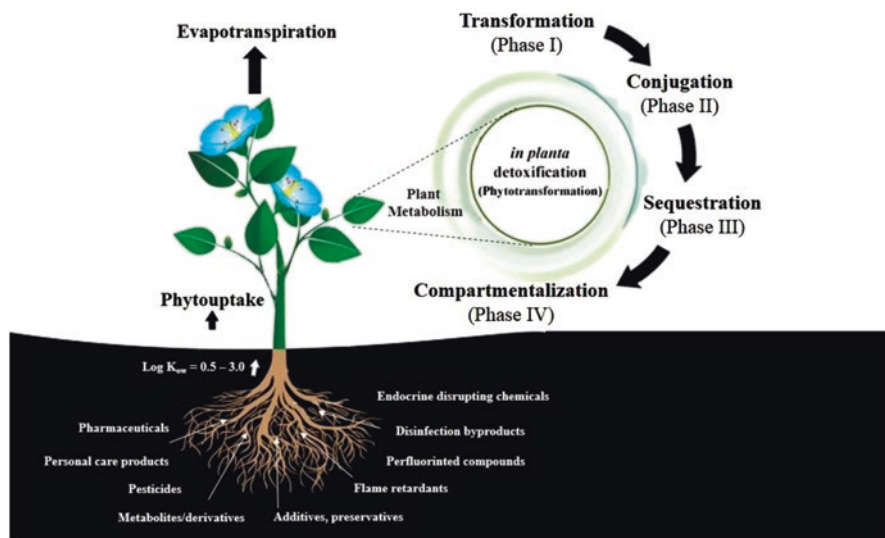 Evapotranspiration
Transformation
(Phase I)
Conjugation
(Phase II)
in planta
detoxification
(Phytotransformation)
Plant
Metabolism
Sequestration
(Phase III)
Compartmentalization
(Phase IV)
Phytouptake
Log Kow = 0.5 – 3.0
Endocrine disrupting chemicals
Pharmaceuticals
Disinfection byproducts
Personal care products
Perfluorinted compounds
Pesticides
Flame retardants
Metabolites/derivatives
Additives, preservatives